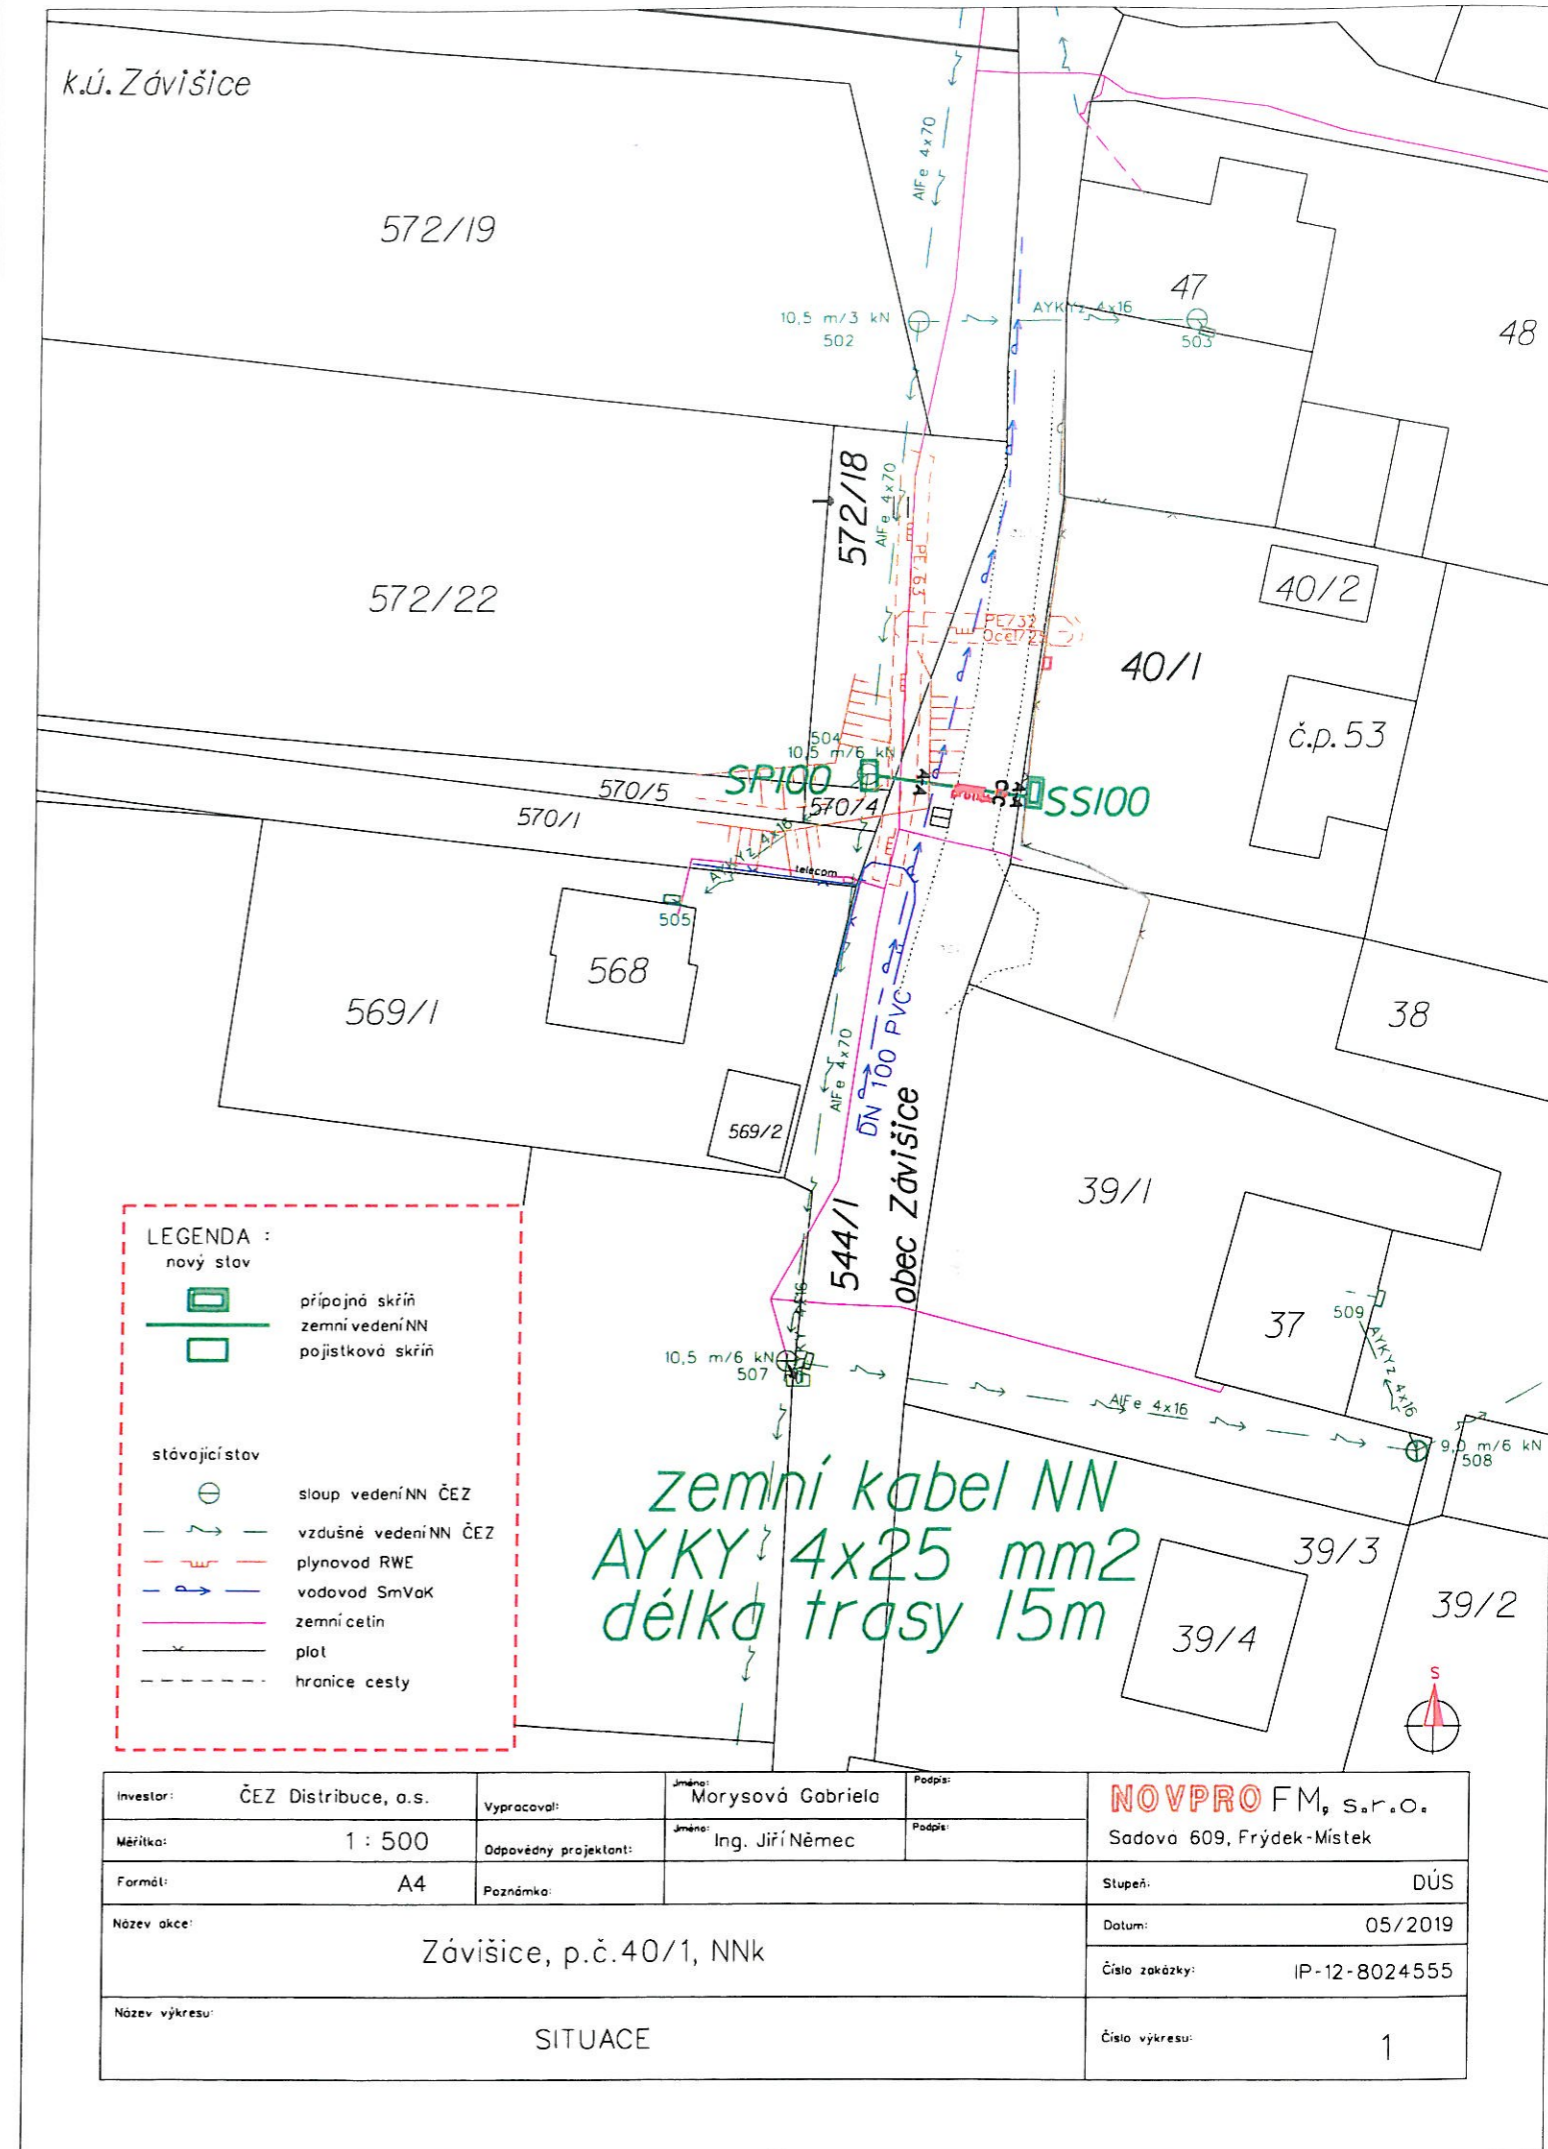 k.ú. Závišice
572/19
AlFe 4x70
47
48
10,5 m/3 kN
502
AYKYz 4x16
503
572/18
AlFe 4x70
PE/63
572/22
40/2
PE/32
Ocel/25
40/1
č.p. 53
504
10,5 m/6 kN
SP100
570/5
570/4
570/1
A-A
C-C
SS100
AYKYz 4x16
telecom
505
568
569/1
38
AlFe 4x70
DN 100 PVC
569/2
544/1
obec Závišice
39/1
37
509
AYKYz 4x16
10,5 m/6 kN
507
AYKY 4x16
AlFe 4x16
9,0 m/6 kN
508
zemní kabel NN
AYKY 4x25 mm2
délka trasy 15m
39/3
39/2
39/4
S
LEGENDA :
nový stav
přípojná skříň
zemní vedení NN
pojistková skříň
stávající stav
sloup vedení NN ČEZ
vzdušné vedení NN ČEZ
plynovod RWE
vodovod SmVaK
zemní cetin
plot
hranice cesty
Investor: ČEZ Distribuce, a.s.
Vypracoval:
Jméno: Morysová Gabriela
Podpis:
NOVPRO FM, s.r.o.
Sadová 609, Frýdek-Místek
Měřítko: 1 : 500
Odpovědný projektant:
Jméno: Ing. Jiří Němec
Podpis:
Formát: A4
Poznámka:
Stupeň: DÚS
Název akce:
Závišice, p.č.40/1, NNk
Datum: 05/2019
Číslo zakázky: IP-12-8024555
Název výkresu:
SITUACE
Číslo výkresu: 1